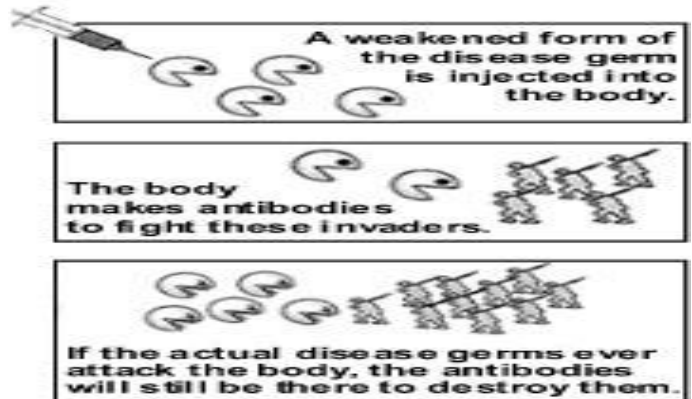 A weakened form of
the disease germ
is injected into
the body.
The body
makes antibodies
to fight these invaders.
If the actual disease germs ever
attack the body, the antibodies
will still be there to destroy them.